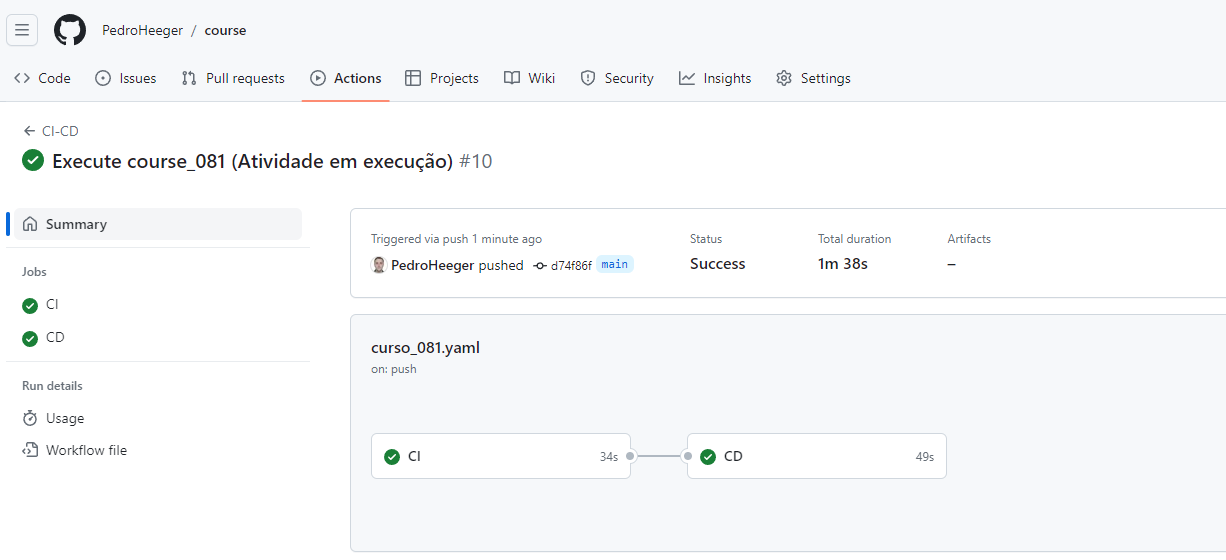 PedroHeeger / course
Code Issues Pull requests Actions Projects Wiki Security Insights Settings
CI-CD
Execute course_081 (Atividade em execução) #10
Summary
Jobs
CI
CD
Run details
Usage
Workflow file
Triggered via push 1 minute ago
PedroHeeger pushed d74f86f main
Status
Success
Total duration
1m 38s
Artifacts
–
curso_081.yaml
on: push
CI 34s
CD 49s